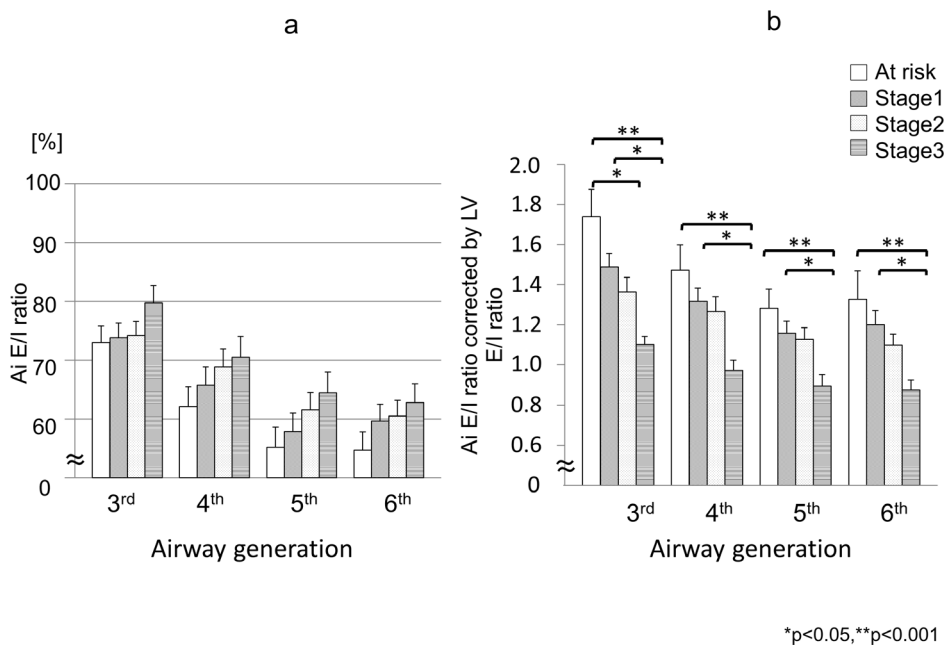 a
[%]
100
90
80
70
60
≈
0
Ai E/I ratio
3rd 4th 5th 6th
Airway generation
b
At risk
Stage1
Stage2
Stage3
2.0
1.8
1.6
1.4
1.2
1.0
0.8
0.6
≈
0
Ai E/I ratio corrected by LV
E/I ratio
**
*
*
**
*
**
*
**
*
3rd 4th 5th 6th
Airway generation
*p<0.05,**p<0.001